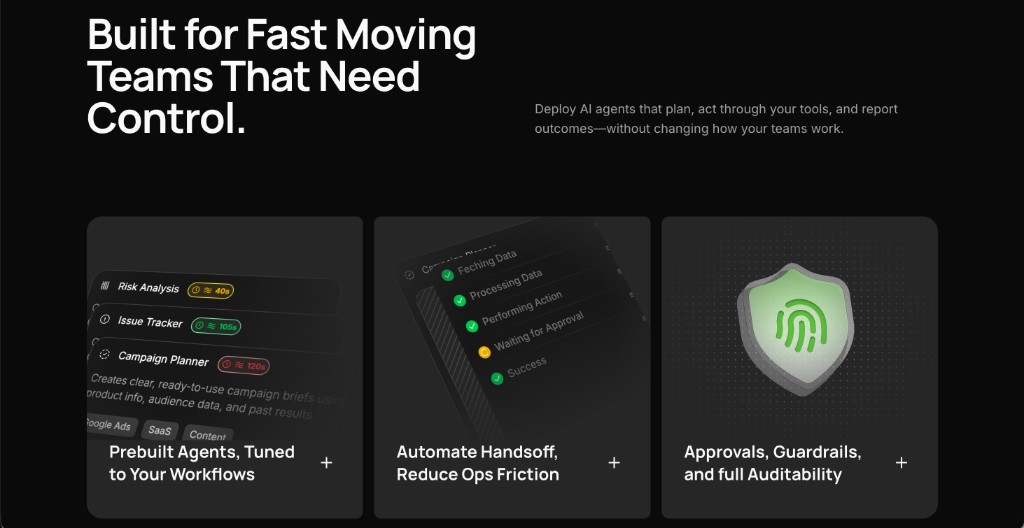 Built for Fast Moving
Teams That Need
Control.
Deploy AI agents that plan, act through your tools, and report
outcomes—without changing how your teams work.
Risk Analysis 40s
Issue Tracker 105s
Campaign Planner 120s
Creates clear, ready-to-use campaign briefs using
product info, audience data, and past results
Google Ads SaaS Content
Prebuilt Agents, Tuned
to Your Workflows
+
Feching Data
Processing Data
Performing Action
Waiting for Approval
Success
Automate Handsoff,
Reduce Ops Friction
+
Approvals, Guardrails,
and full Auditability
+